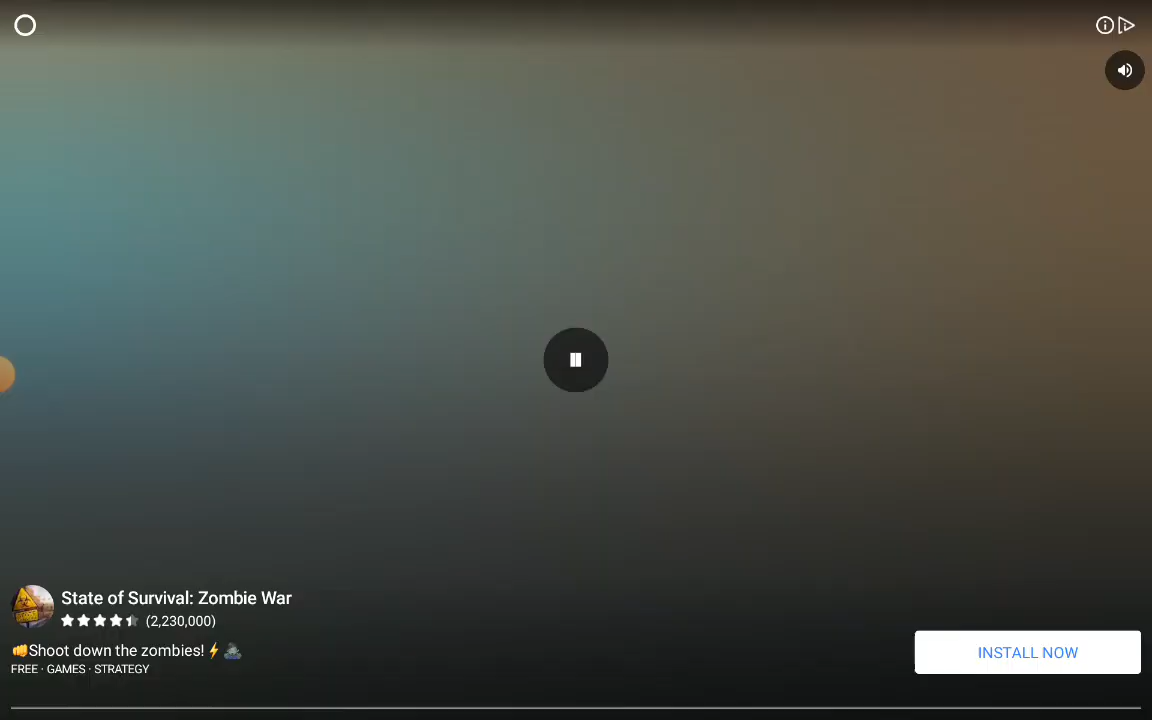 State of Survival: Zombie War
(2,230,000)
👊Shoot down the zombies!⚡
FREE · GAMES · STRATEGY
INSTALL NOW